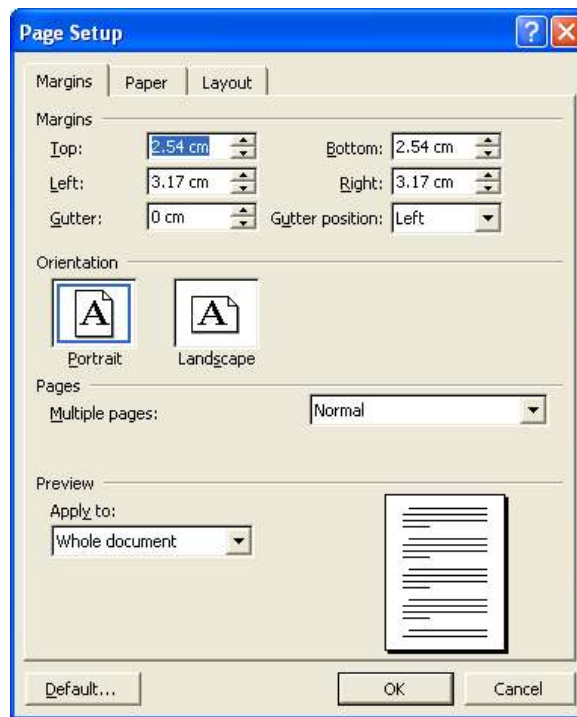 Page Setup
Margins Paper Layout
Margins
Top: 2.54 cm Bottom: 2.54 cm
Left: 3.17 cm Right: 3.17 cm
Gutter: 0 cm Gutter position: Left
Orientation
A A
Portrait Landscape
Pages
Multiple pages: Normal
Preview
Apply to:
Whole document
Default... OK Cancel